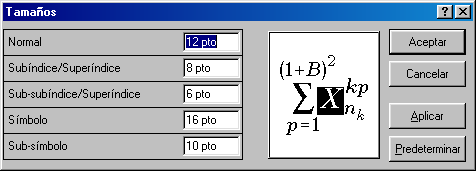 Tamaños
Normal 12 pto
Subíndice/Superíndice 8 pto
Sub-subíndice/Superíndice 6 pto
Símbolo 16 pto
Sub-símbolo 10 pto
(1+B)²
∑ X kp nk
p=1
Aceptar
Cancelar
Aplicar
Predeterminar